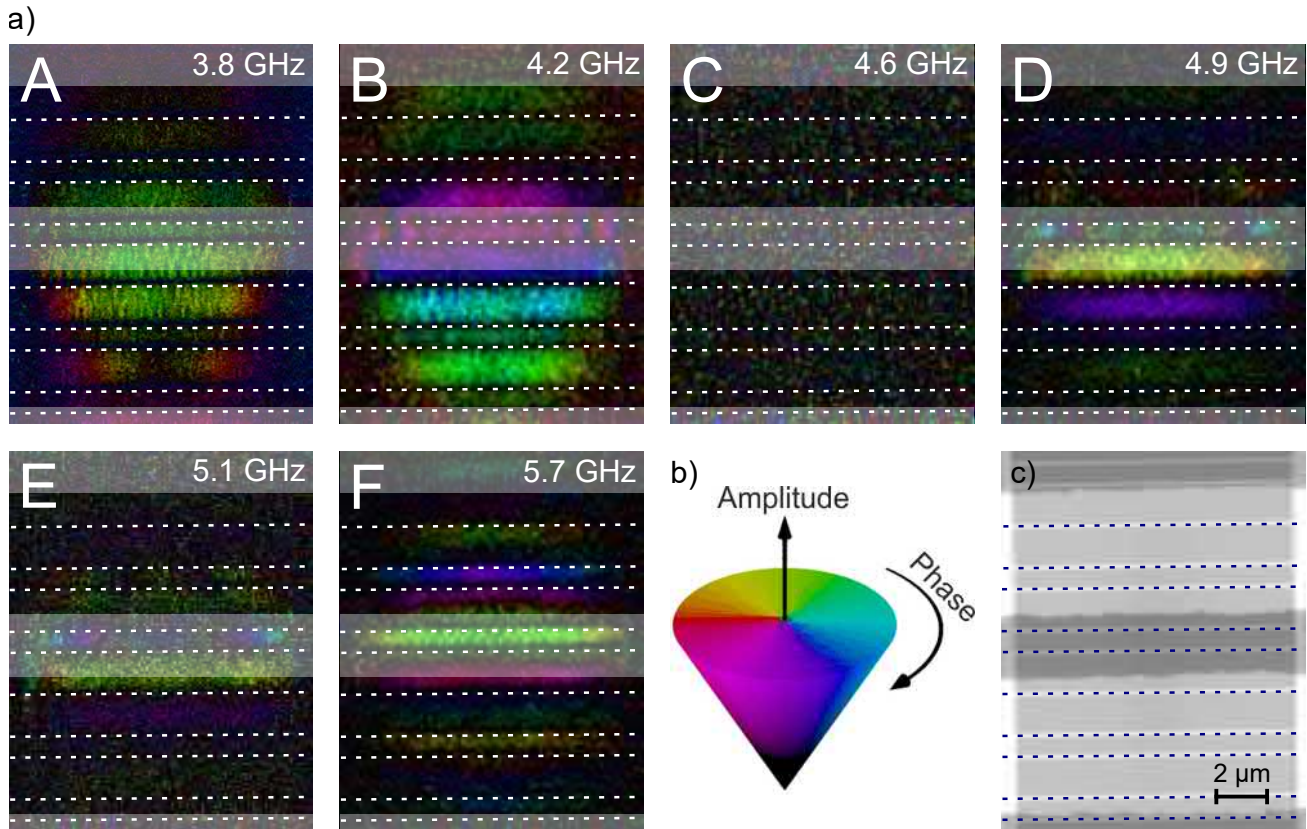 a)
A 3.8 GHz
B 4.2 GHz
C 4.6 GHz
D 4.9 GHz
E 5.1 GHz
F 5.7 GHz
b)
Amplitude
Phase
c)
2 μm